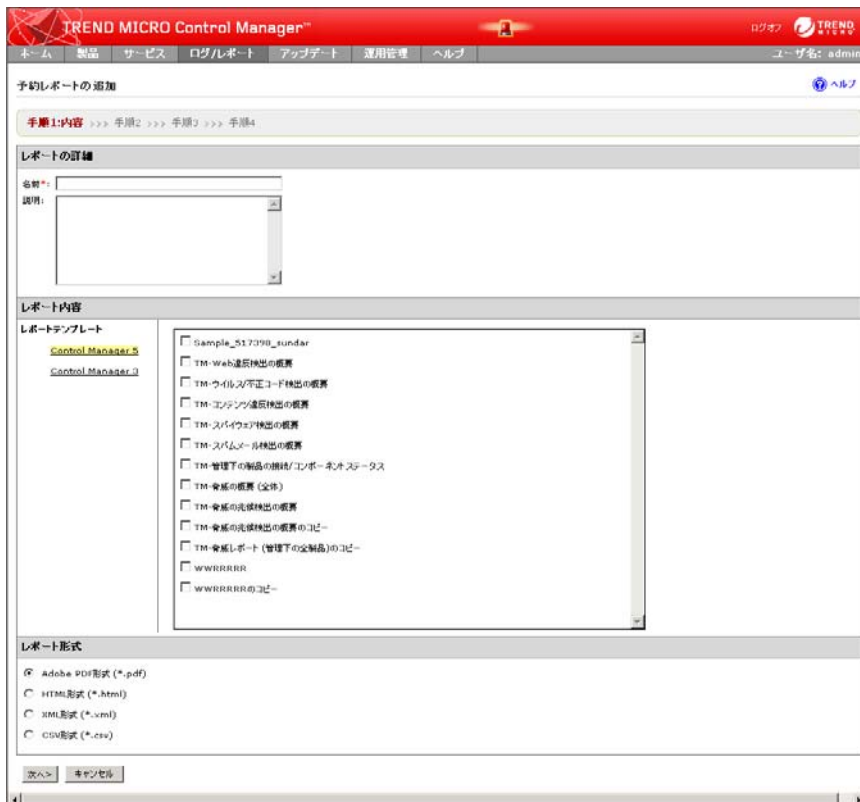 TREND MICRO Control Manager™
ログオフ
TREND MICRO
ホーム 製品 サービス ログ/レポート アップデート 運用管理 ヘルプ ユーザ名: admin
予約レポートの追加
ヘルプ
手順1:内容 >>> 手順2 >>> 手順3 >>> 手順4
レポートの詳細
名前*:
説明:
レポート内容
レポートテンプレート
Control Manager 5
Control Manager 3
Sample_517398_sundar
TM-Web違反検出の概要
TM-ウイルス/不正コード検出の概要
TM-コンテンツ違反検出の概要
TM-スパイウェア検出の概要
TM-スパムメール検出の概要
TM-管理下の製品の接続/コンポーネントステータス
TM-脅威の概要 (全体)
TM-脅威の兆候検出の概要
TM-脅威の兆候検出の概要のコピー
TM-脅威レポート (管理下の全製品)のコピー
WWRRRRR
WWRRRRRのコピー
レポート形式
Adobe PDF形式 (*.pdf)
HTML形式 (*.html)
XML形式 (*.xml)
CSV形式 (*.csv)
次へ> キャンセル